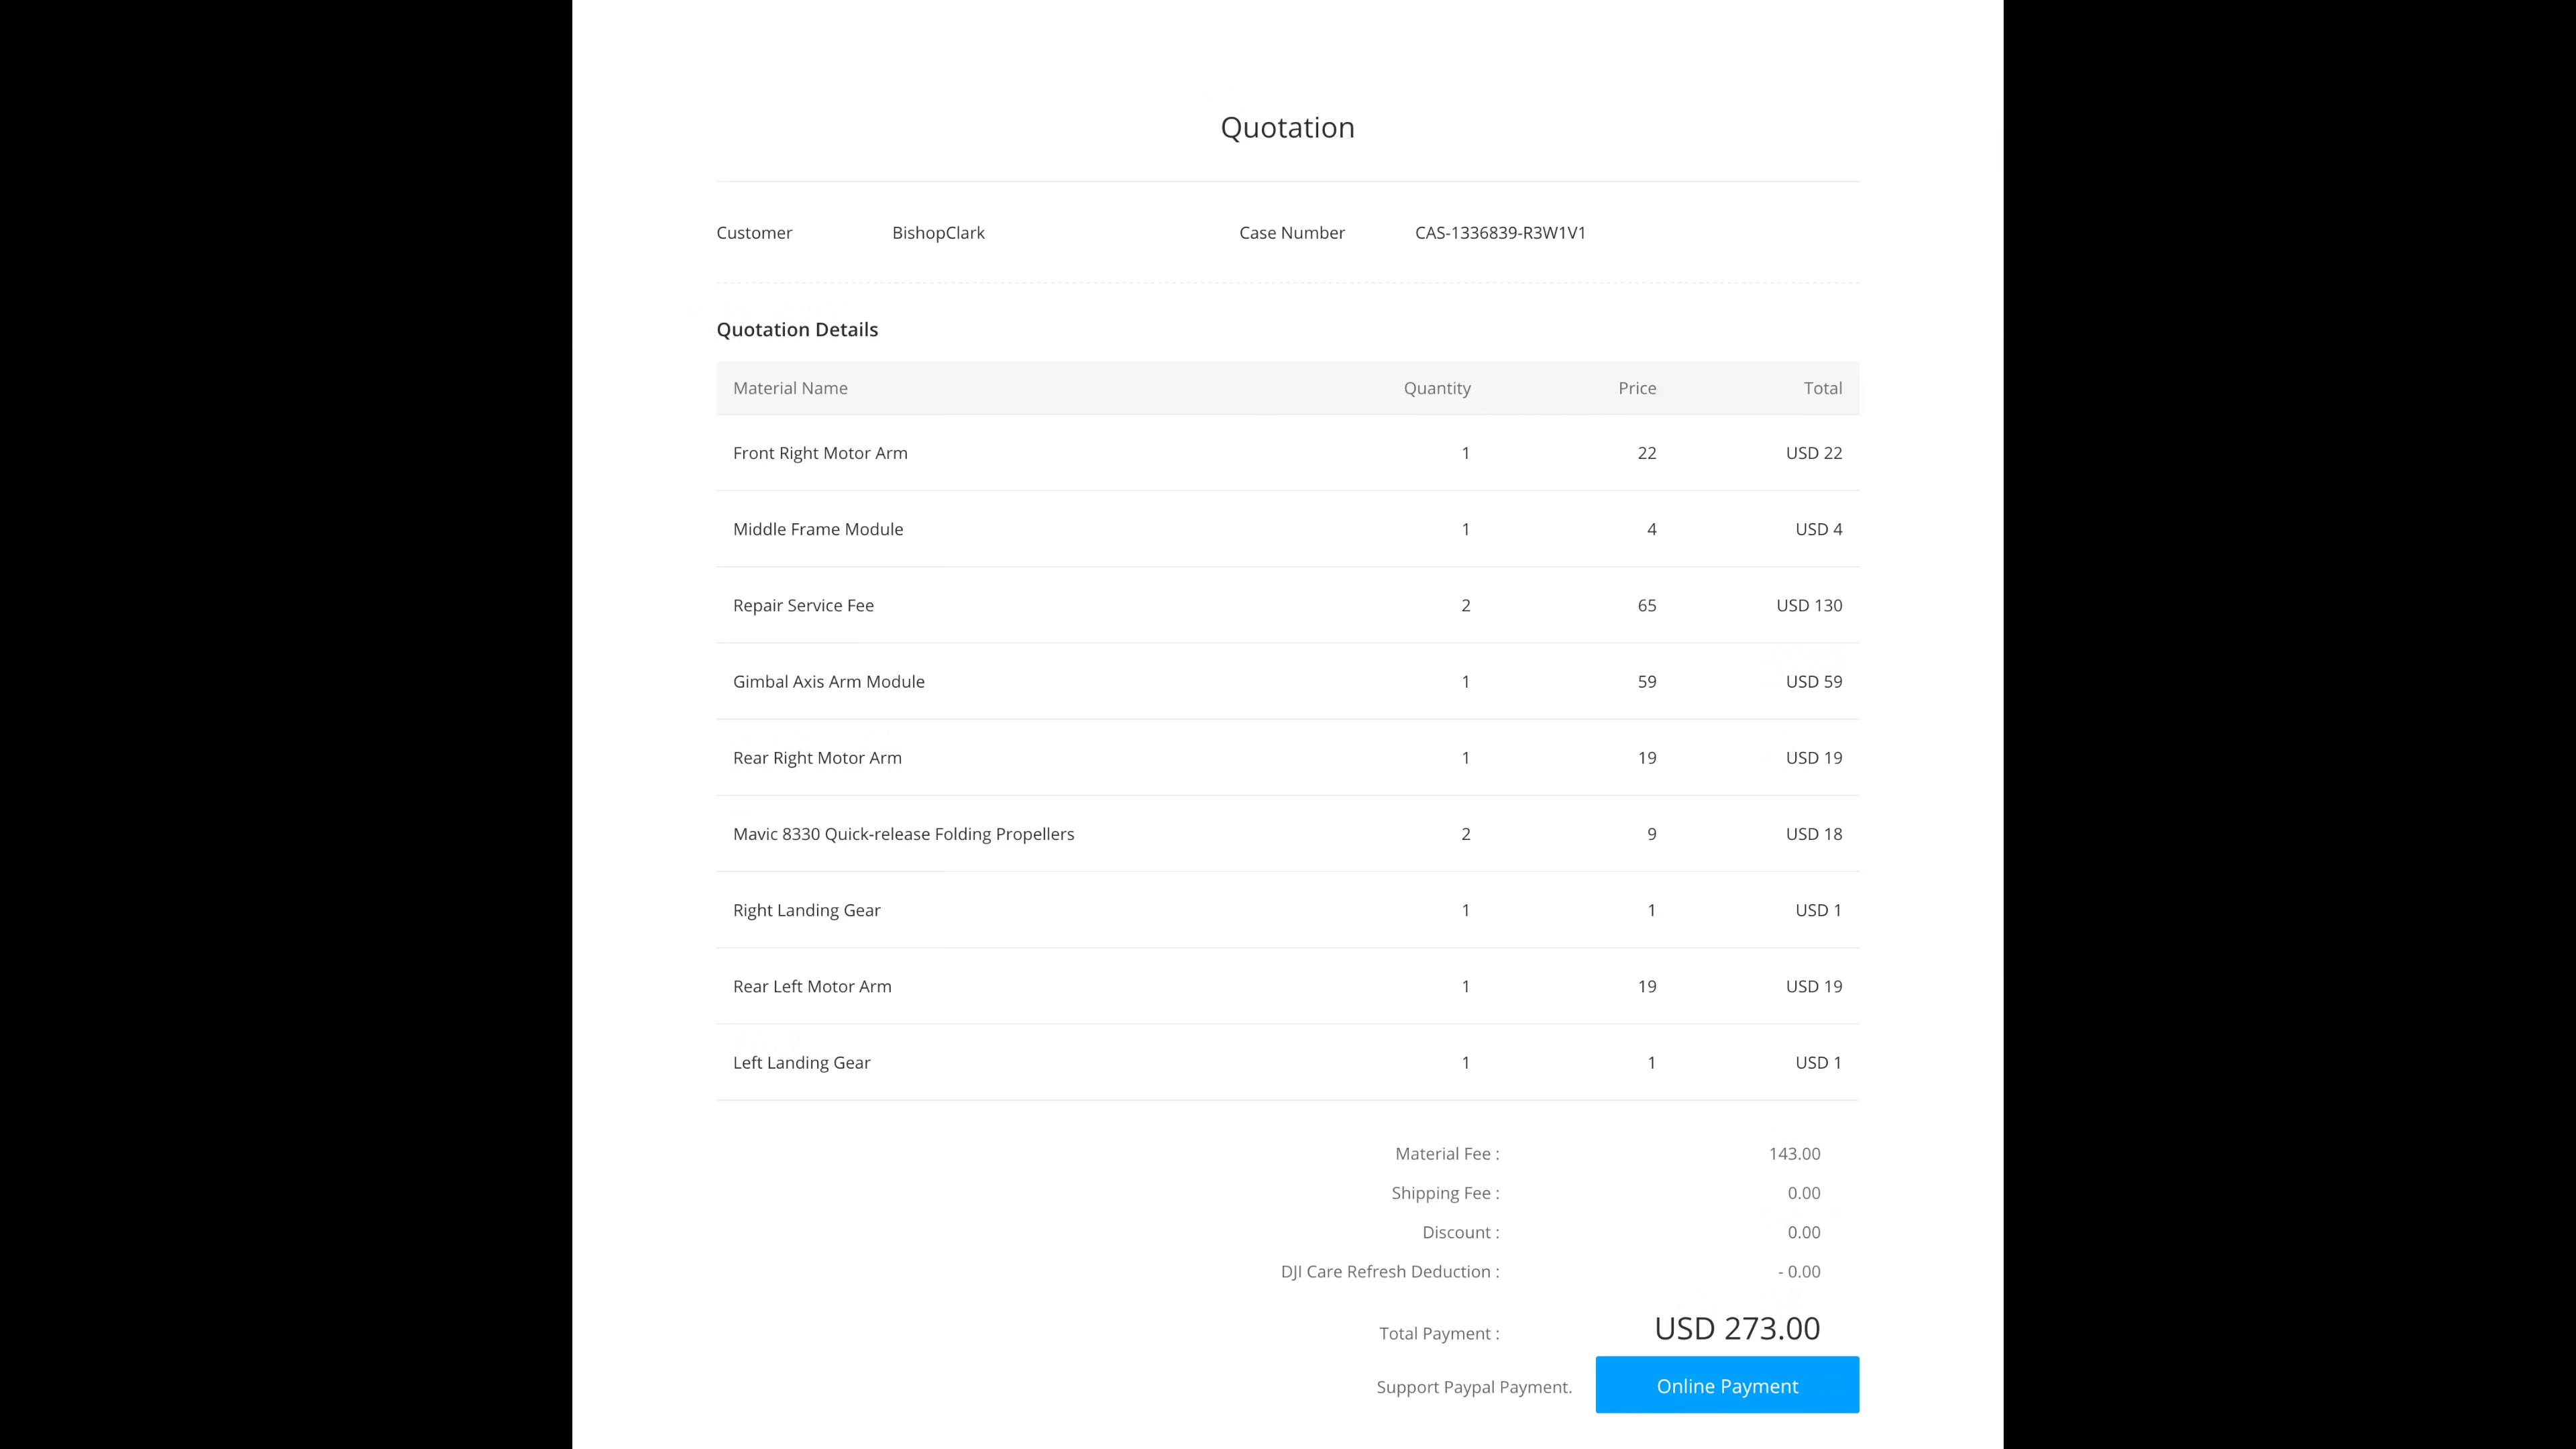 Quotation
Customer BishopClark Case Number CAS-1336839-R3W1V1
Quotation Details
Material Name Quantity Price Total
Front Right Motor Arm 1 22 USD 22
Middle Frame Module 1 4 USD 4
Repair Service Fee 2 65 USD 130
Gimbal Axis Arm Module 1 59 USD 59
Rear Right Motor Arm 1 19 USD 19
Mavic 8330 Quick-release Folding Propellers 2 9 USD 18
Right Landing Gear 1 1 USD 1
Rear Left Motor Arm 1 19 USD 19
Left Landing Gear 1 1 USD 1
Material Fee : 143.00
Shipping Fee : 0.00
Discount : 0.00
DJI Care Refresh Deduction : - 0.00
Total Payment : USD 273.00
Support Paypal Payment. Online Payment